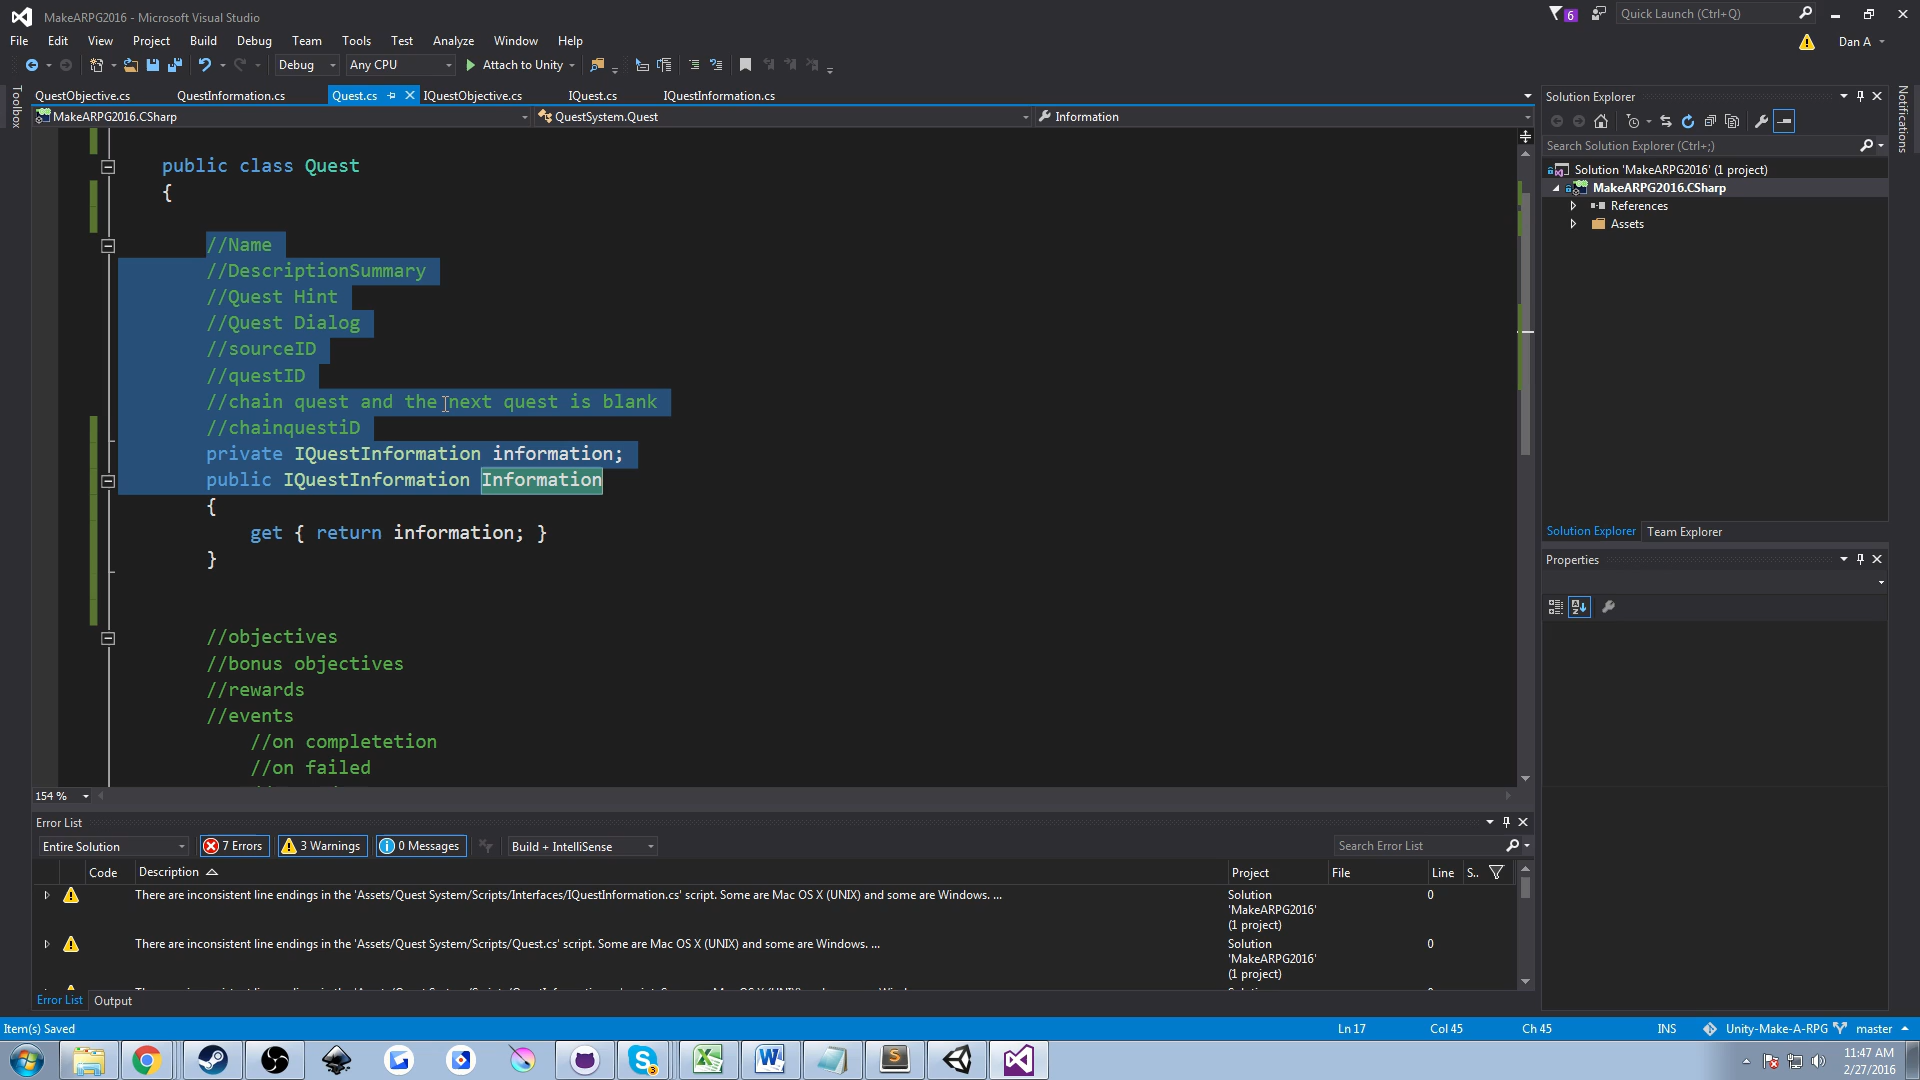 MakeARPG2016 - Microsoft Visual Studio
6
Quick Launch (Ctrl+Q)
File Edit View Project Build Debug Team Tools Test Analyze Window Help
Dan A
Debug Any CPU Attach to Unity
Toolbox
QuestObjective.cs QuestInformation.cs Quest.cs IQuestObjective.cs IQuest.cs IQuestInformation.cs
MakeARPG2016.CSharp QuestSystem.Quest Information
public class Quest
{
//Name
//DescriptionSummary
//Quest Hint
//Quest Dialog
//sourceID
//questID
//chain quest and the next quest is blank
//chainquestiD
private IQuestInformation information;
public IQuestInformation Information
{
get { return information; }
}
//objectives
//bonus objectives
//rewards
//events
//on completetion
//on failed
154 %
Solution Explorer
Search Solution Explorer (Ctrl+;)
Solution 'MakeARPG2016' (1 project)
MakeARPG2016.CSharp
References
Assets
Solution Explorer Team Explorer
Properties
Notifications
Error List
Entire Solution 7 Errors 3 Warnings 0 Messages Build + IntelliSense Search Error List
Code Description Project File Line S..
There are inconsistent line endings in the 'Assets/Quest System/Scripts/Interfaces/IQuestInformation.cs' script. Some are Mac OS X (UNIX) and some are Windows. ... Solution 'MakeARPG2016' (1 project) 0
There are inconsistent line endings in the 'Assets/Quest System/Scripts/Quest.cs' script. Some are Mac OS X (UNIX) and some are Windows. ... Solution 'MakeARPG2016' (1 project) 0
Error List Output
Item(s) Saved Ln 17 Col 45 Ch 45 INS Unity-Make-A-RPG master
11:47 AM
2/27/2016